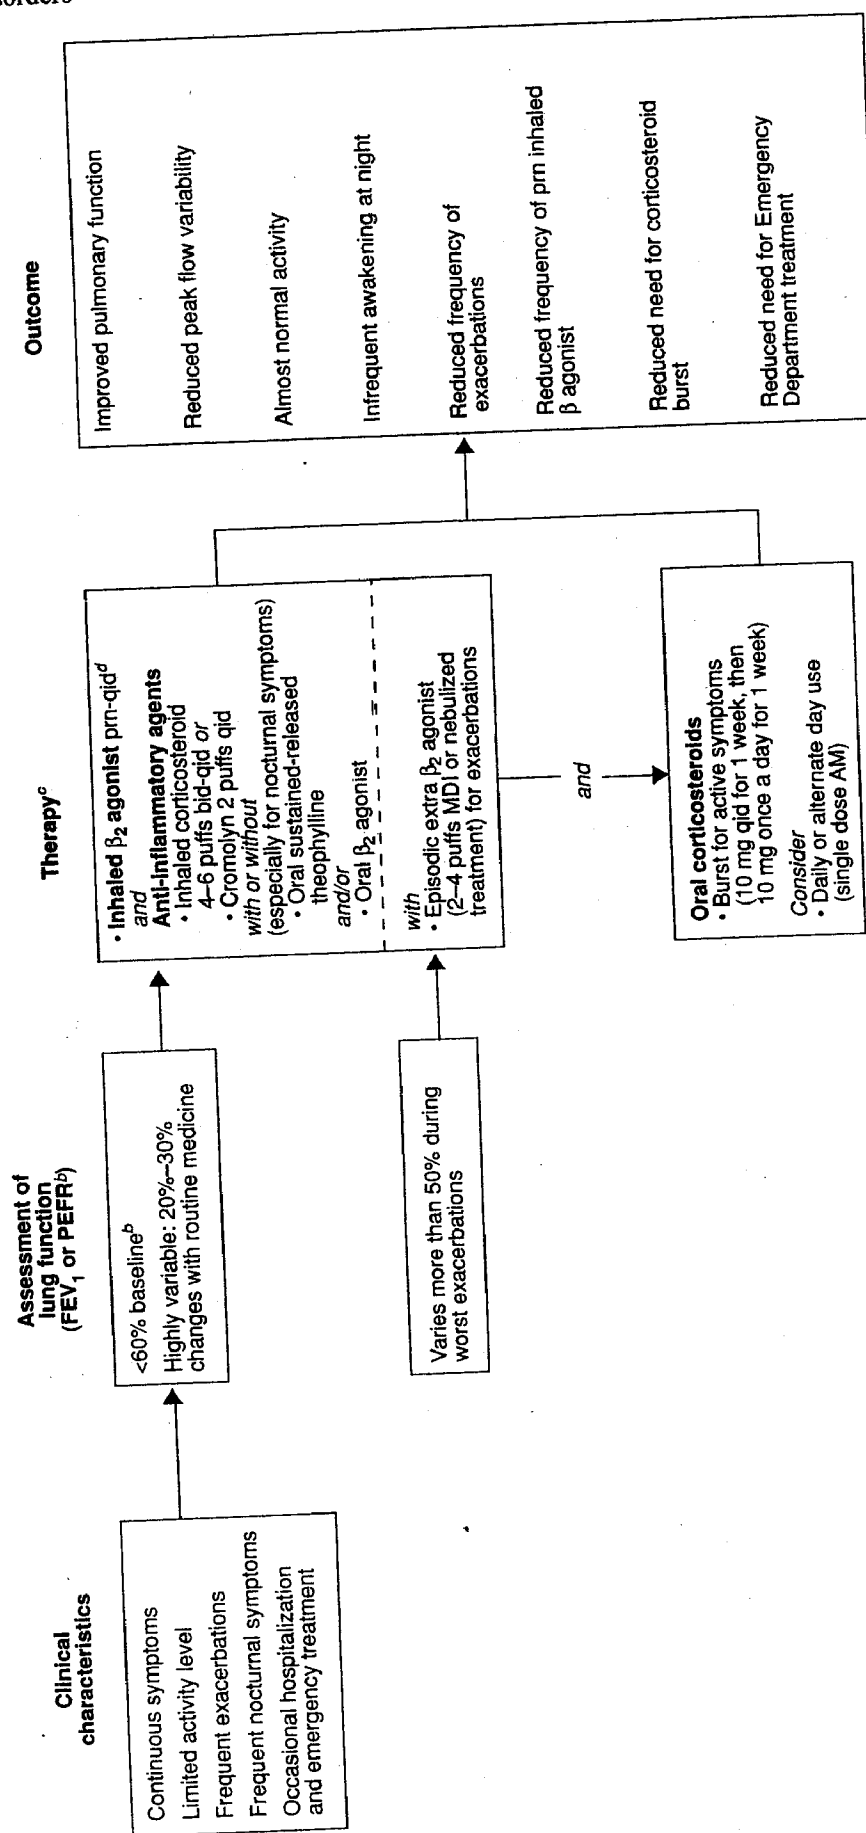 orders
Clinical
characteristics
Continuous symptoms
Limited activity level
Frequent exacerbations
Frequent nocturnal symptoms
Occasional hospitalization
and emergency treatment
Assessment of
lung function
(FEV₁ or PEFRᵇ)
<60% baselineᵇ
Highly variable: 20%–30%
changes with routine medicine
Varies more than 50% during
worst exacerbations
Therapyᶜ
• Inhaled β₂ agonist prn-qidᵈ
and
Anti-inflammatory agents
• Inhaled corticosteroid
4–6 puffs bid-qid or
• Cromolyn 2 puffs qid
with or without
(especially for nocturnal symptoms)
• Oral sustained-released
theophylline
and/or
• Oral β₂ agonist
with
• Episodic extra β₂ agonist
(2–4 puffs MDI or nebulized
treatment) for exacerbations
and
Oral corticosteroids
• Burst for active symptoms
(10 mg qid for 1 week, then
10 mg once a day for 1 week)
Consider
• Daily or alternate day use
(single dose AM)
Outcome
Improved pulmonary function
Reduced peak flow variability
Almost normal activity
Infrequent awakening at night
Reduced frequency of
exacerbations
Reduced frequency of prn inhaled
β agonist
Reduced need for corticosteroid
burst
Reduced need for Emergency
Department treatment